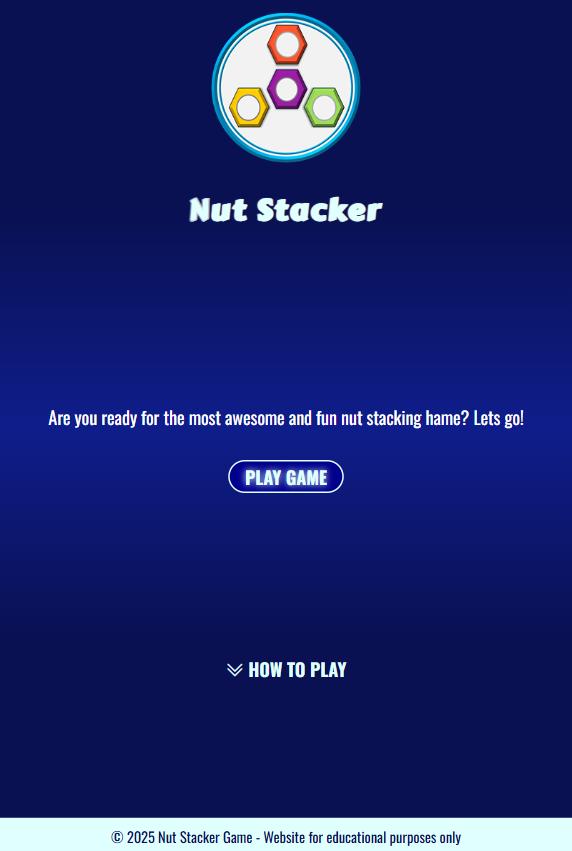 Nut Stacker
Are you ready for the most awesome and fun nut stacking hame? Lets go!
PLAY GAME
HOW TO PLAY
© 2025 Nut Stacker Game - Website for educational purposes only